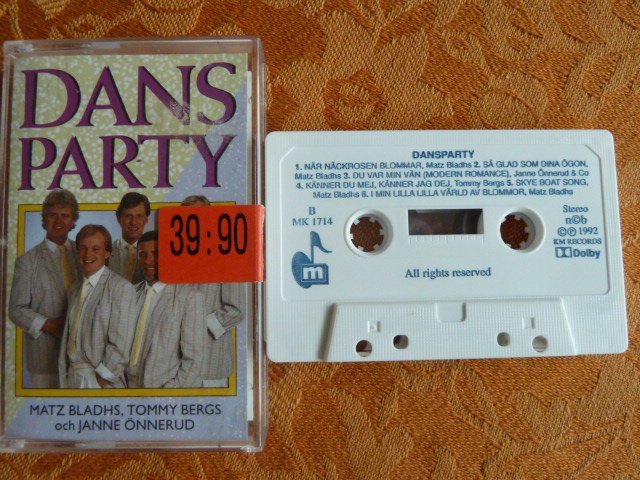 DANS
PARTY
39:90
MATZ BLADHS, TOMMY BERGS
och JANNE ÖNNERUD
DANSPARTY
1. NÄR NÄCKROSEN BLOMMAR, Matz Bladhs 2. SÅ GLAD SOM DINA ÖGON,
Matz Bladhs 3. DU VAR MIN VÄN (MODERN ROMANCE), Janne Önnerud & Co
4. KÄNNER DU MEJ, KÄNNER JAG DEJ, Tommy Bergs 5. SKYE BOAT SONG,
Matz Bladhs 6. I MIN LILLA LILLA VÄRLD AV BLOMMOR, Matz Bladhs
B
MK 1714
Stereo
n©b
©℗ 1992
KM RECORDS
Dolby
m
All rights reserved